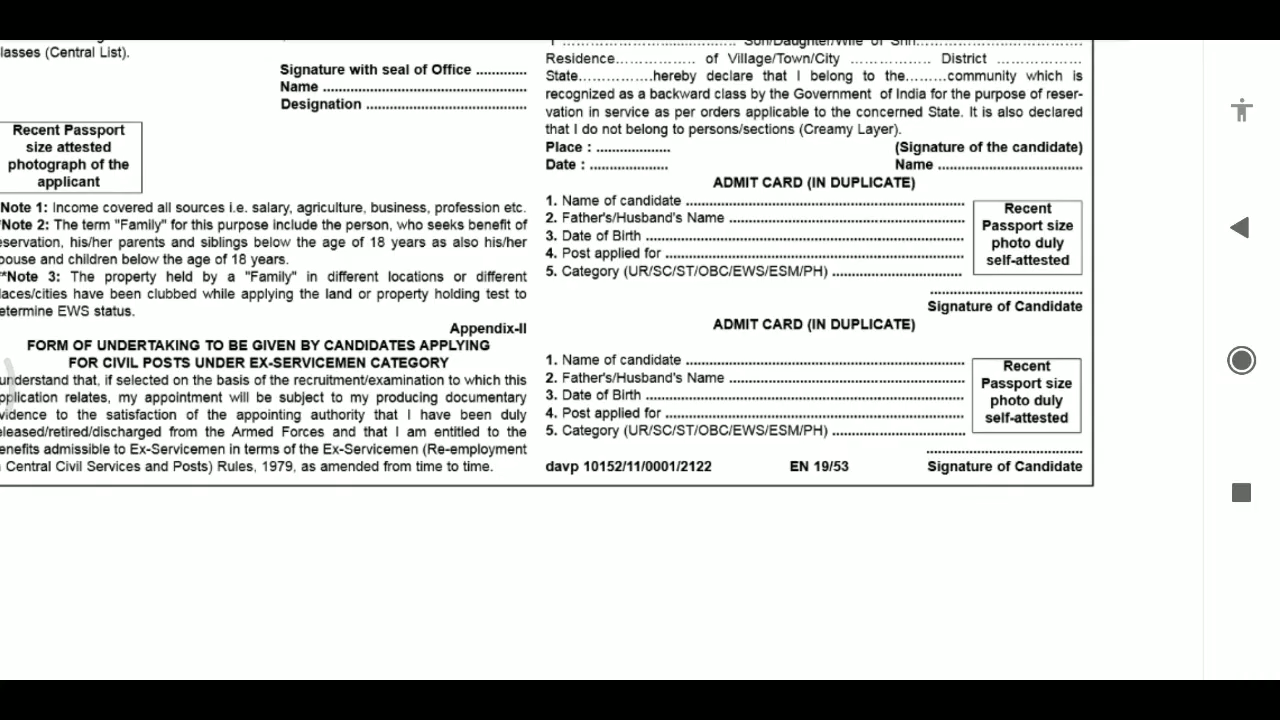 lasses (Central List).
Signature with seal of Office .............
Name ....................................................
Designation .........................................
Recent Passport
size attested
photograph of the
applicant
Note 1: Income covered all sources i.e. salary, agriculture, business, profession etc.
*Note 2: The term "Family" for this purpose include the person, who seeks benefit of
eservation, his/her parents and siblings below the age of 18 years as also his/her
pouse and children below the age of 18 years.
**Note 3: The property held by a "Family" in different locations or different
laces/cities have been clubbed while applying the land or property holding test to
etermine EWS status.
Appendix-II
FORM OF UNDERTAKING TO BE GIVEN BY CANDIDATES APPLYING
FOR CIVIL POSTS UNDER EX-SERVICEMEN CATEGORY
understand that, if selected on the basis of the recruitment/examination to which this
pplication relates, my appointment will be subject to my producing documentary
vidence to the satisfaction of the appointing authority that I have been duly
eleased/retired/discharged from the Armed Forces and that I am entitled to the
enefits admissible to Ex-Servicemen in terms of the Ex-Servicemen (Re-employment
Central Civil Services and Posts) Rules, 1979, as amended from time to time.
I ............................................ Son/Daughter/Wife of Shri..........................................
Residence................ of Village/Town/City ................ District .................
State...............hereby declare that I belong to the.........community which is
recognized as a backward class by the Government of India for the purpose of reser-
vation in service as per orders applicable to the concerned State. It is also declared
that I do not belong to persons/sections (Creamy Layer).
Place : ................... (Signature of the candidate)
Date : .................... Name .....................................
ADMIT CARD (IN DUPLICATE)
1. Name of candidate .......................................................................
2. Father's/Husband's Name ............................................................
3. Date of Birth .................................................................................
4. Post applied for ............................................................................
5. Category (UR/SC/ST/OBC/EWS/ESM/PH) .................................
Recent
Passport size
photo duly
self-attested
.......................................
Signature of Candidate
ADMIT CARD (IN DUPLICATE)
1. Name of candidate .......................................................................
2. Father's/Husband's Name ............................................................
3. Date of Birth .................................................................................
4. Post applied for ............................................................................
5. Category (UR/SC/ST/OBC/EWS/ESM/PH) ..................................
Recent
Passport size
photo duly
self-attested
........................................
davp 10152/11/0001/2122 EN 19/53 Signature of Candidate